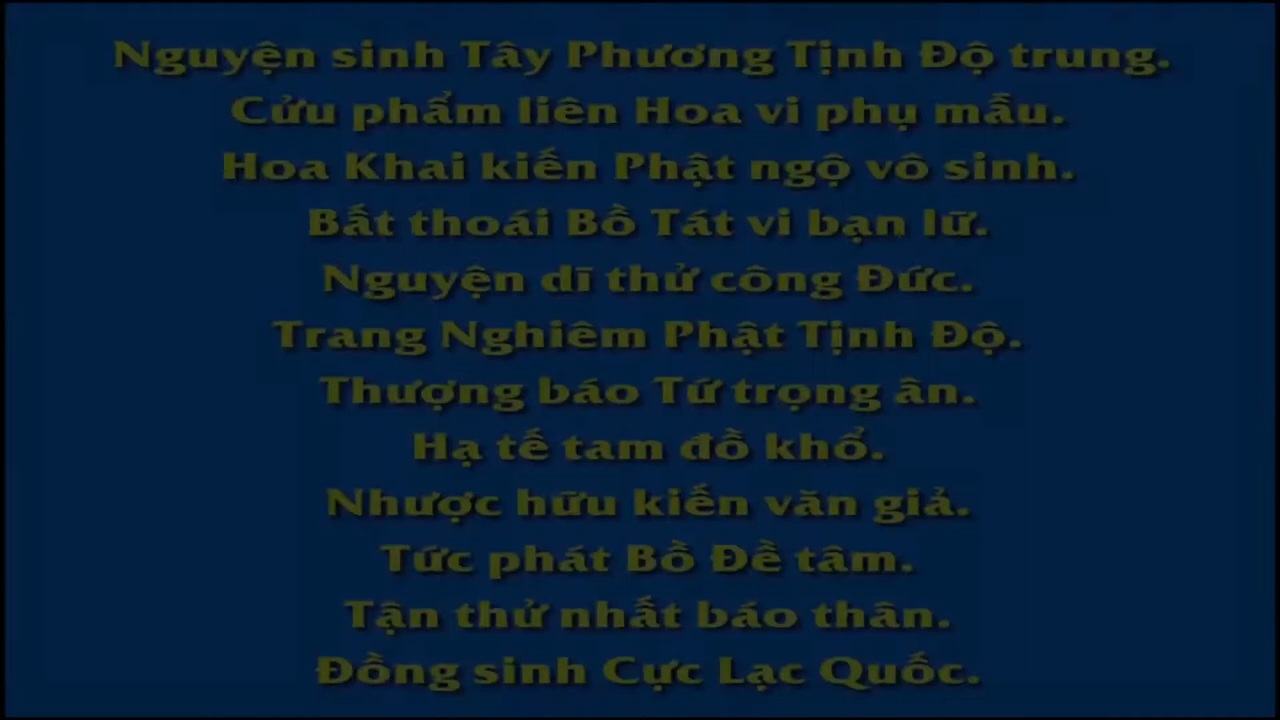 Nguyện sinh Tây Phương Tịnh Độ trung.
Cửu phẩm liên Hoa vi phụ mẫu.
Hoa Khai kiến Phật ngộ vô sinh.
Bất thoái Bồ Tát vi bạn lữ.
Nguyện dĩ thử công Đức.
Trang Nghiêm Phật Tịnh Độ.
Thượng báo Tứ trọng ân.
Hạ tế tam đồ khổ.
Nhược hữu kiến văn giả.
Tức phát Bồ Đề tâm.
Tận thử nhất báo thân.
Đồng sinh Cực Lạc Quốc.